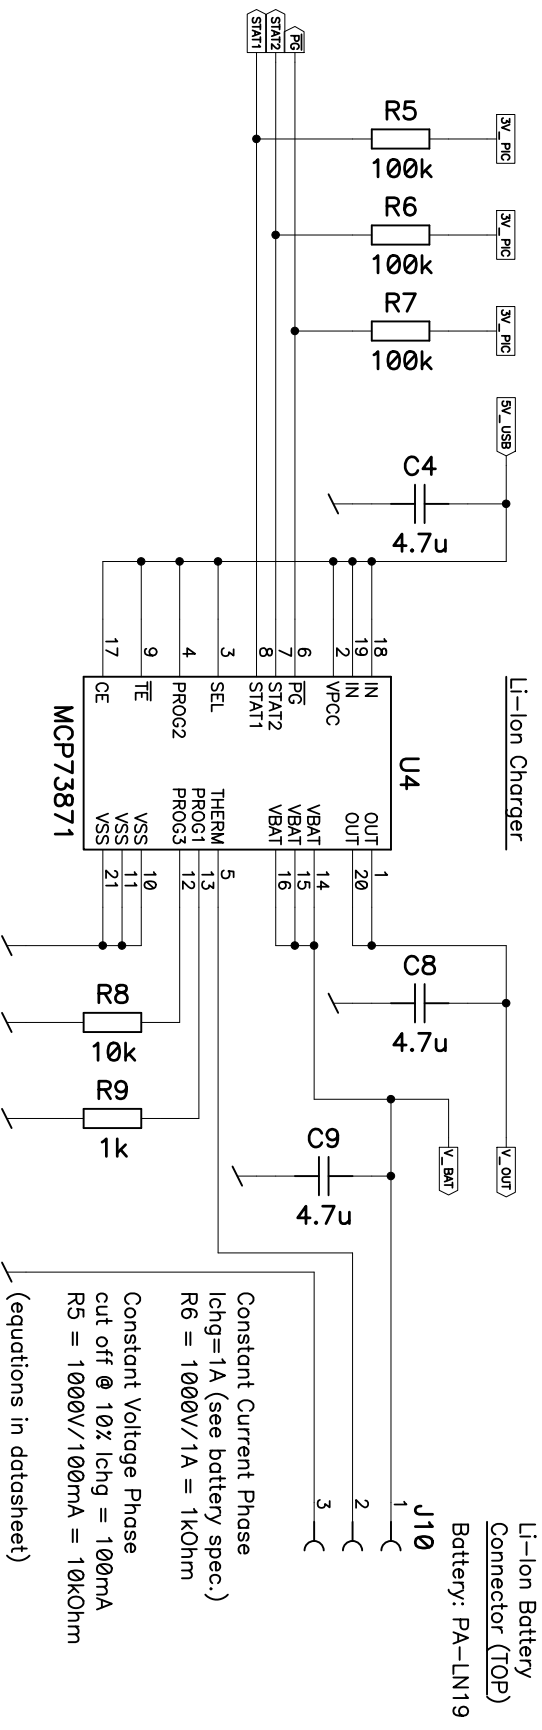 Li-Ion Charger
STAT1
STAT2
PG
3V_PIC
R5
100k
3V_PIC
R6
100k
3V_PIC
R7
100k
5V_USB
C4
4.7u
U4
MCP73871
18 IN
19 IN
2 VPCC
6 PG
7 STAT2
8 STAT1
3 SEL
4 PROG2
9 TE
17 CE
OUT 1
OUT 20
VBAT 14
VBAT 15
VBAT 16
THERM 5
PROG1 13
PROG3 12
VSS 10
VSS 11
VSS 21
C8
4.7u
R8
10k
R9
1k
C9
4.7u
V_BAT
V_OUT
Li-Ion Battery
Connector (TOP)
Battery: PA-LN19
J10
1
2
3
Constant Current Phase
Ichg=1A (see battery spec.)
R6 = 1000V/1A = 1kOhm
Constant Voltage Phase
cut off @ 10% Ichg = 100mA
R5 = 1000V/100mA = 10kOhm
(equations in datasheet)